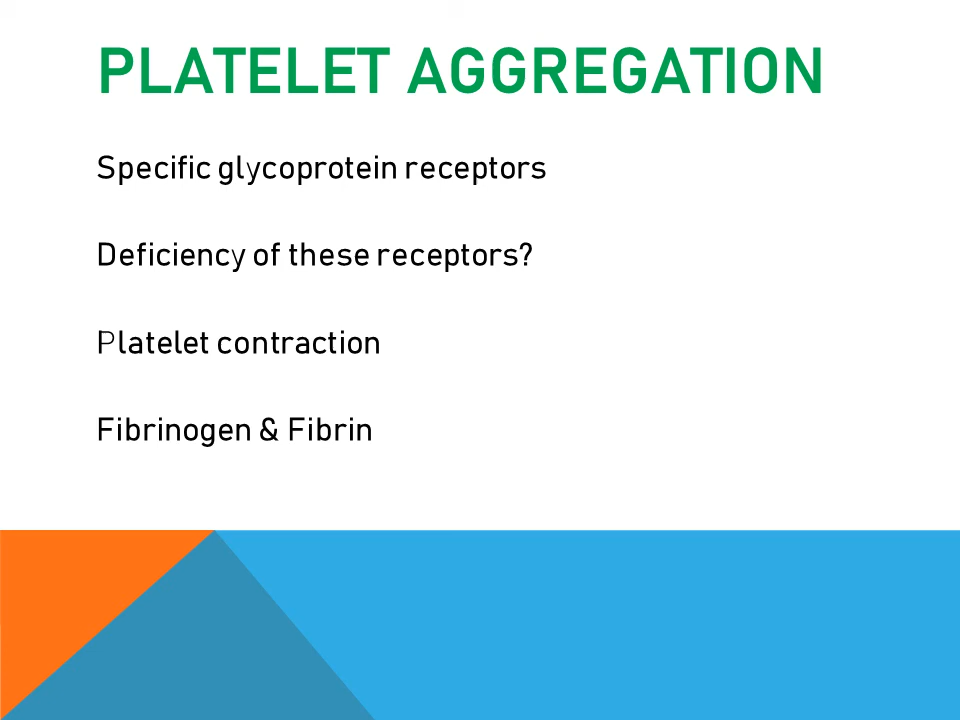 PLATELET AGGREGATION
Specific glycoprotein receptors
Deficiency of these receptors?
Platelet contraction
Fibrinogen & Fibrin